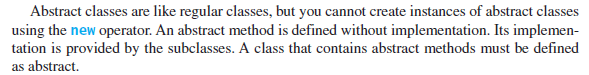 Abstract classes are like regular classes, but you cannot create instances of abstract classes
using the new operator. An abstract method is defined without implementation. Its implemen-
tation is provided by the subclasses. A class that contains abstract methods must be defined
as abstract.